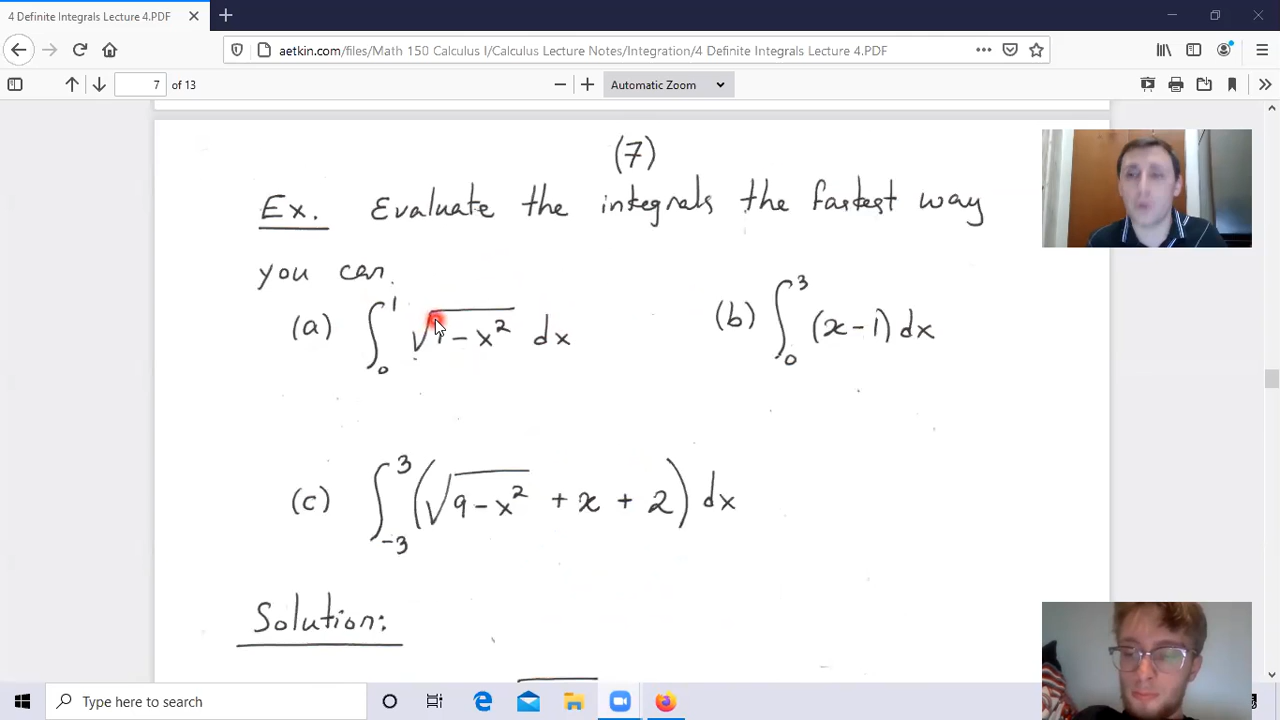 4 Definite Integrals Lecture 4.PDF
aetkin.com/files/Math 150 Calculus I/Calculus Lecture Notes/Integration/4 Definite Integrals Lecture 4.PDF
7 of 13
Automatic Zoom
(7)
Ex. Evaluate the integrals the fastest way
you can.
(a) ∫₀¹ √(1 − x²) dx (b) ∫₀³ (x − 1) dx
(c) ∫₋₃³ (√(9 − x²) + x + 2) dx
Solution:
Type here to search